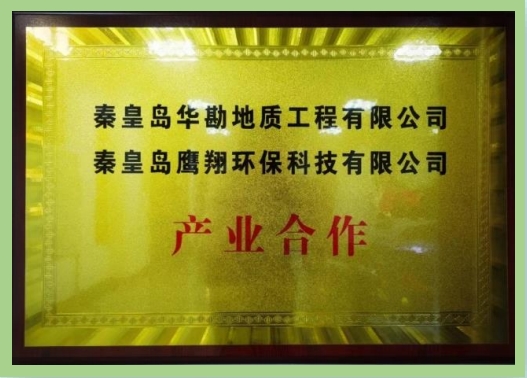 秦皇岛华勘地质工程有限公司
秦皇岛鹰翔环保科技有限公司
产业合作